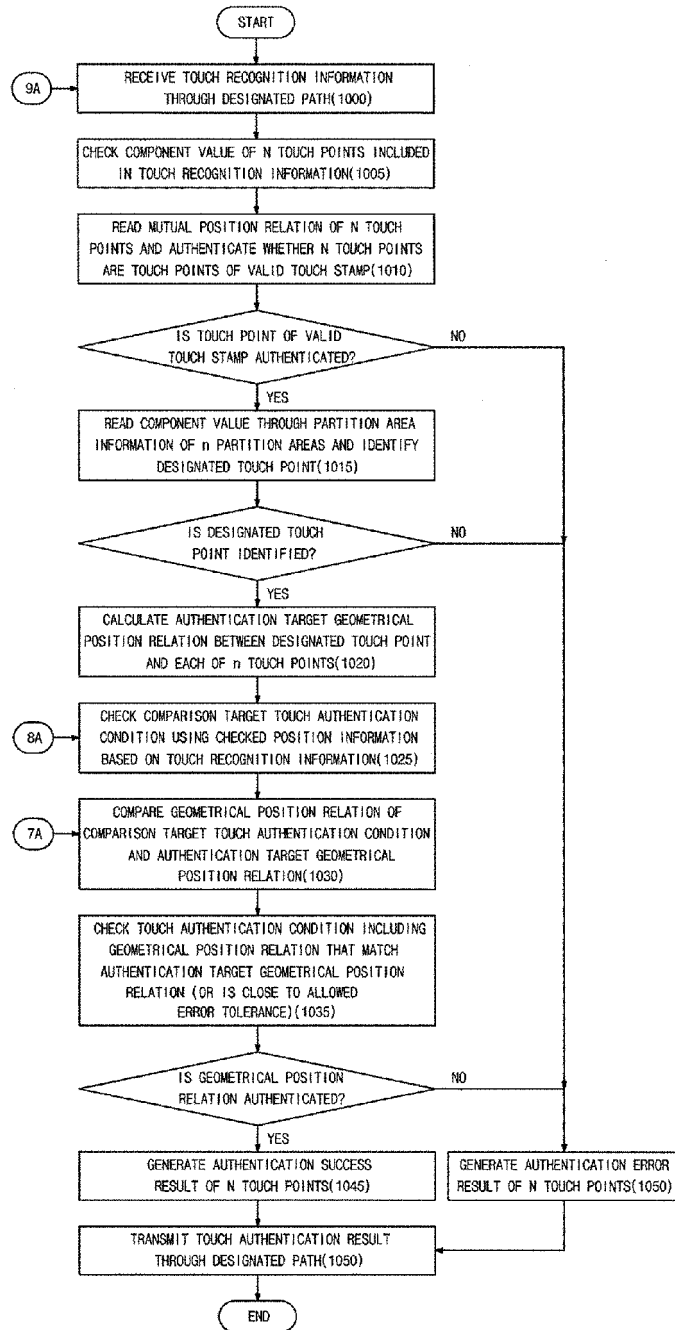 START
9A
RECEIVE TOUCH RECOGNITION INFORMATION
THROUGH DESIGNATED PATH(1000)
CHECK COMPONENT VALUE OF N TOUCH POINTS INCLUDED
IN TOUCH RECOGNITION INFORMATION(1005)
READ MUTUAL POSITION RELATION OF N TOUCH
POINTS AND AUTHENTICATE WHETHER N TOUCH POINTS
ARE TOUCH POINTS OF VALID TOUCH STAMP(1010)
IS TOUCH POINT OF VALID
TOUCH STAMP AUTHENTICATED?
NO
YES
READ COMPONENT VALUE THROUGH PARTITION AREA
INFORMATION OF n PARTITION AREAS AND IDENTIFY
DESIGNATED TOUCH POINT(1015)
IS DESIGNATED TOUCH
POINT IDENTIFIED?
NO
YES
CALCULATE AUTHENTICATION TARGET GEOMETRICAL
POSITION RELATION BETWEEN DESIGNATED TOUCH POINT
AND EACH OF n TOUCH POINTS(1020)
8A
CHECK COMPARISON TARGET TOUCH AUTHENTICATION
CONDITION USING CHECKED POSITION INFORMATION
BASED ON TOUCH RECOGNITION INFORMATION(1025)
7A
COMPARE GEOMETRICAL POSITION RELATION OF
COMPARISON TARGET TOUCH AUTHENTICATION CONDITION
AND AUTHENTICATION TARGET GEOMETRICAL
POSITION RELATION(1030)
CHECK TOUCH AUTHENTICATION CONDITION INCLUDING
GEOMETRICAL POSITION RELATION THAT MATCH
AUTHENTICATION TARGET GEOMETRICAL POSITION
RELATION (OR IS CLOSE TO ALLOWED
ERROR TOLERANCE)(1035)
IS GEOMETRICAL POSITION
RELATION AUTHENTICATED?
NO
YES
GENERATE AUTHENTICATION SUCCESS
RESULT OF N TOUCH POINTS(1045)
GENERATE AUTHENTICATION ERROR
RESULT OF N TOUCH POINTS(1050)
TRANSMIT TOUCH AUTHENTICATION RESULT
THROUGH DESIGNATED PATH(1050)
END